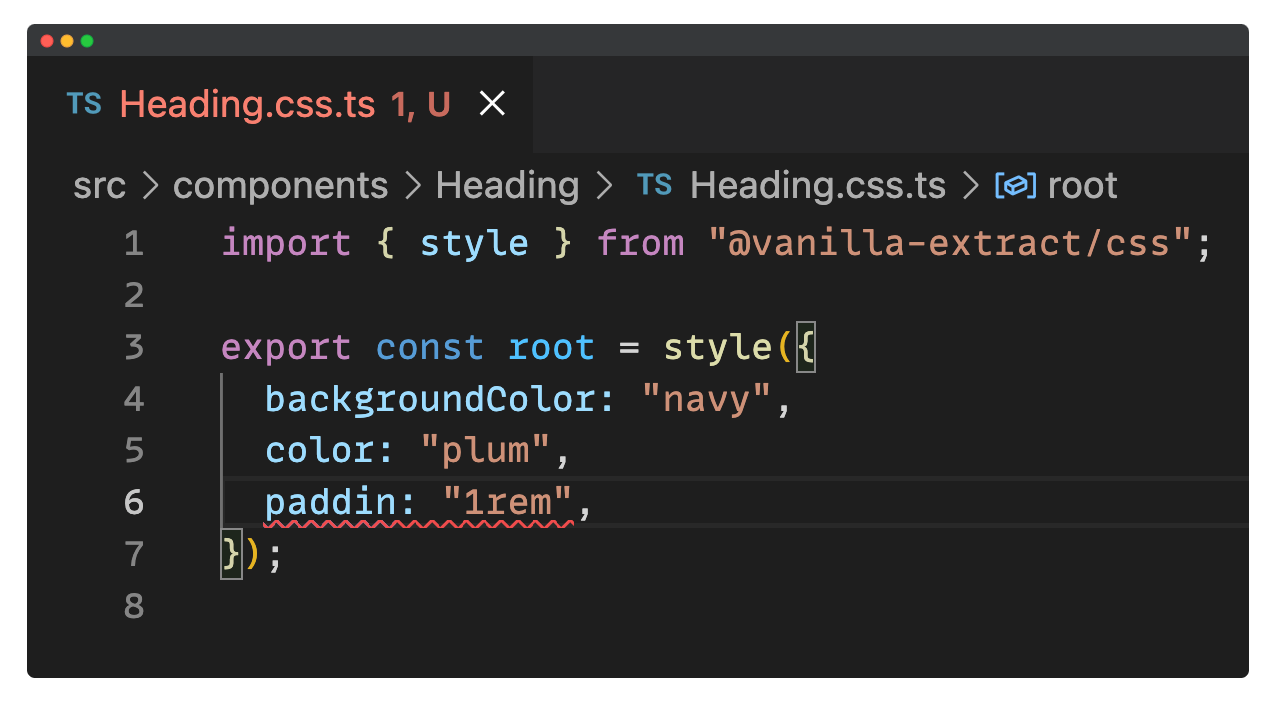 TS Heading.css.ts 1, U
src > components > Heading > TS Heading.css.ts > root
1 import { style } from "@vanilla-extract/css";
2
3 export const root = style({
4 backgroundColor: "navy",
5 color: "plum",
6 paddin: "1rem",
7 });
8